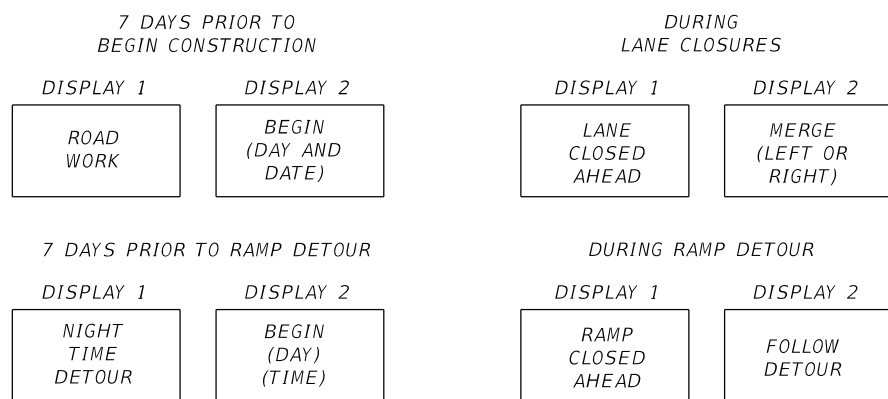 7 DAYS PRIOR TO
BEGIN CONSTRUCTION
DISPLAY 1
DISPLAY 2
ROAD
WORK
BEGIN
(DAY AND
DATE)
DURING
LANE CLOSURES
DISPLAY 1
DISPLAY 2
LANE
CLOSED
AHEAD
MERGE
(LEFT OR
RIGHT)
7 DAYS PRIOR TO RAMP DETOUR
DISPLAY 1
DISPLAY 2
NIGHT
TIME
DETOUR
BEGIN
(DAY)
(TIME)
DURING RAMP DETOUR
DISPLAY 1
DISPLAY 2
RAMP
CLOSED
AHEAD
FOLLOW
DETOUR